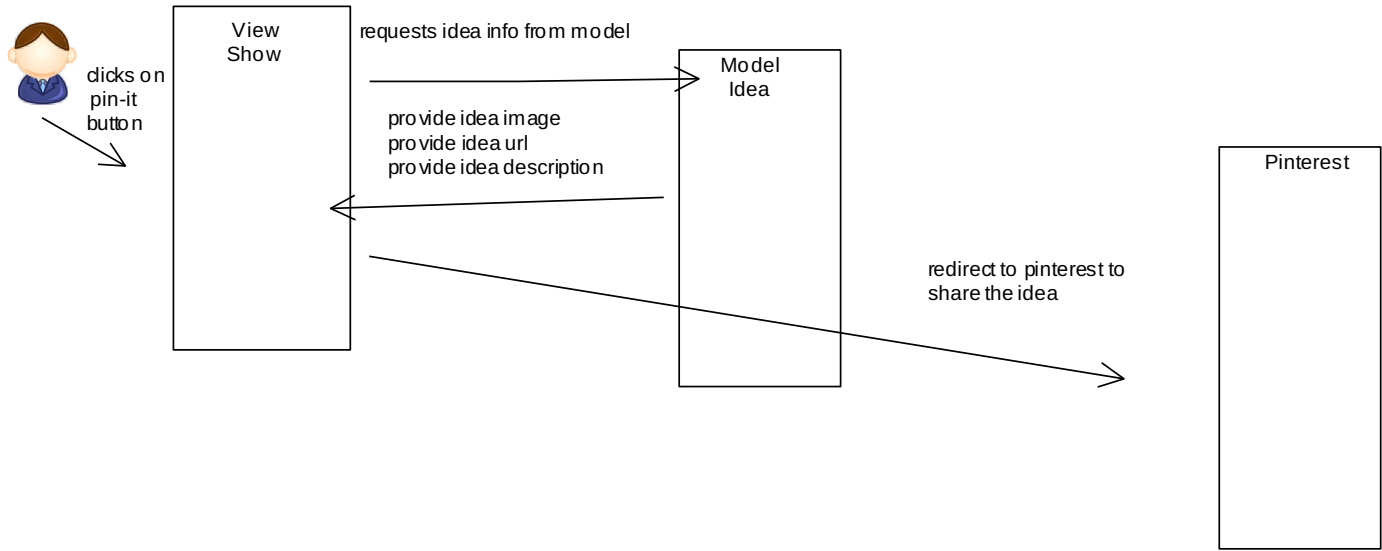 clicks on
pin-it
button
View
Show
requests idea info from model
provide idea image
provide idea url
provide idea description
Model
Idea
redirect to pinterest to
share the idea
Pinterest